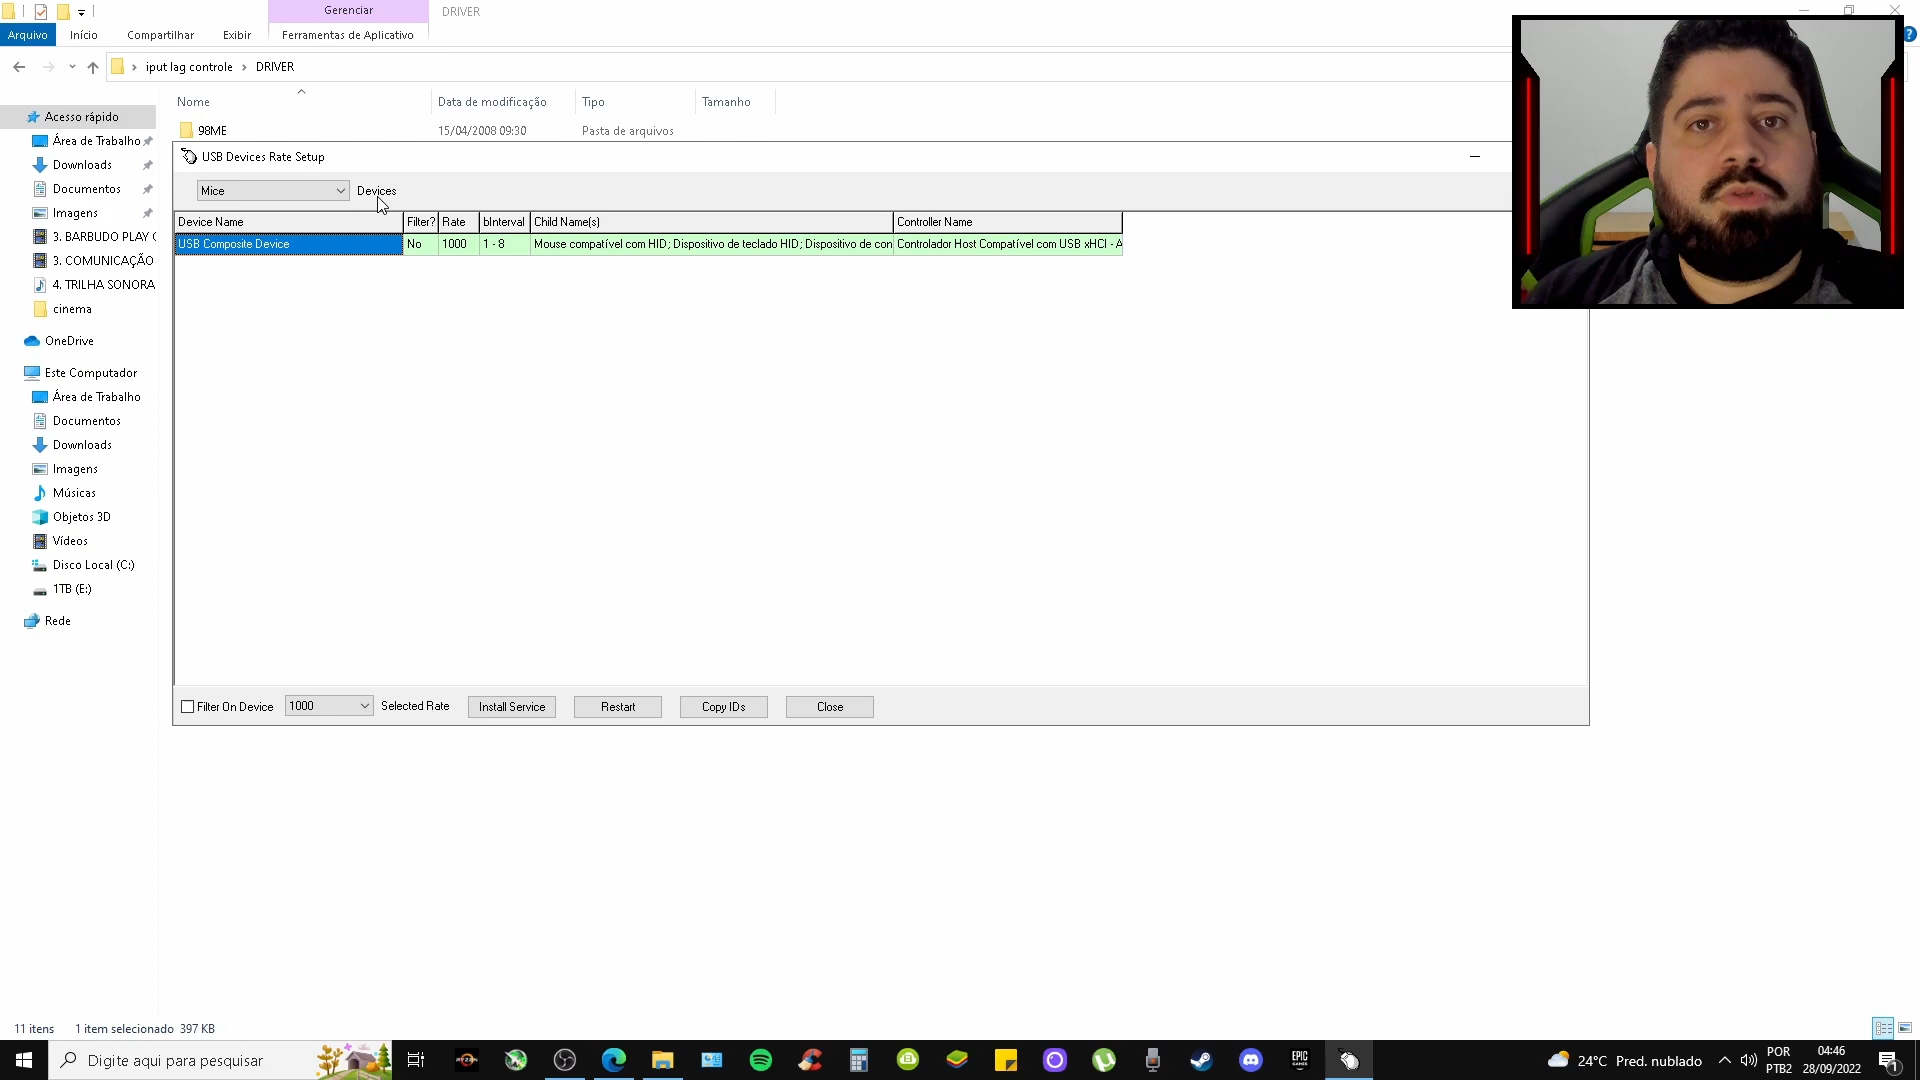 Gerenciar
DRIVER
Arquivo
Início
Compartilhar
Exibir
Ferramentas de Aplicativo
iput lag controle
DRIVER
Nome
Data de modificação
Tipo
Tamanho
98ME
15/04/2008 09:30
Pasta de arquivos
Acesso rápido
Área de Trabalho
Downloads
Documentos
Imagens
3. BARBUDO PLAY
3. COMUNICAÇÃO
4. TRILHA SONORA
cinema
OneDrive
Este Computador
Área de Trabalho
Documentos
Downloads
Imagens
Músicas
Objetos 3D
Vídeos
Disco Local (C:)
1TB (E:)
Rede
USB Devices Rate Setup
Mice
Devices
Device Name
Filter?
Rate
bInterval
Child Name(s)
Controller Name
USB Composite Device
No
1000
1 - 8
Mouse compatível com HID; Dispositivo de teclado HID; Dispositivo de con
Controlador Host Compatível com USB xHCI - A
Filter On Device
1000
Selected Rate
Install Service
Restart
Copy IDs
Close
11 itens
1 item selecionado 397 KB
Digite aqui para pesquisar
RYZEN
EPIC GAMES
24°C Pred. nublado
POR
PTB2
04:46
28/09/2022
1